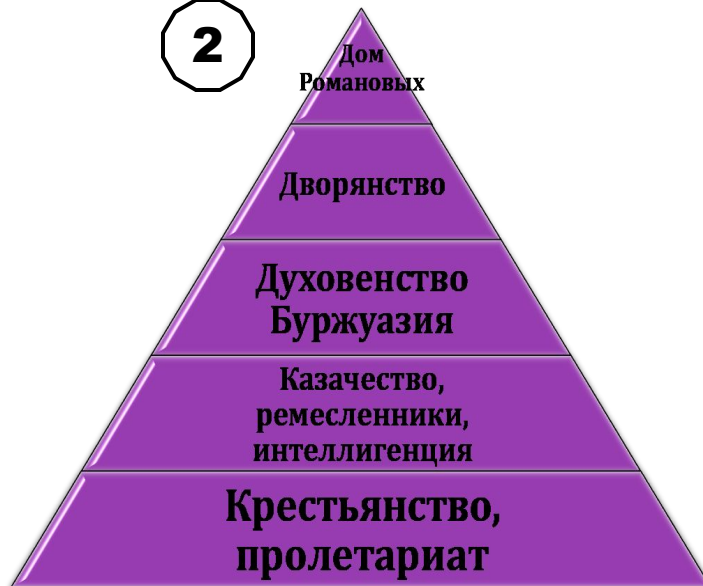 2
Дом
Романовых
Дворянство
Духовенство
Буржуазия
Казачество,
ремесленники,
интеллигенция
Крестьянство,
пролетариат